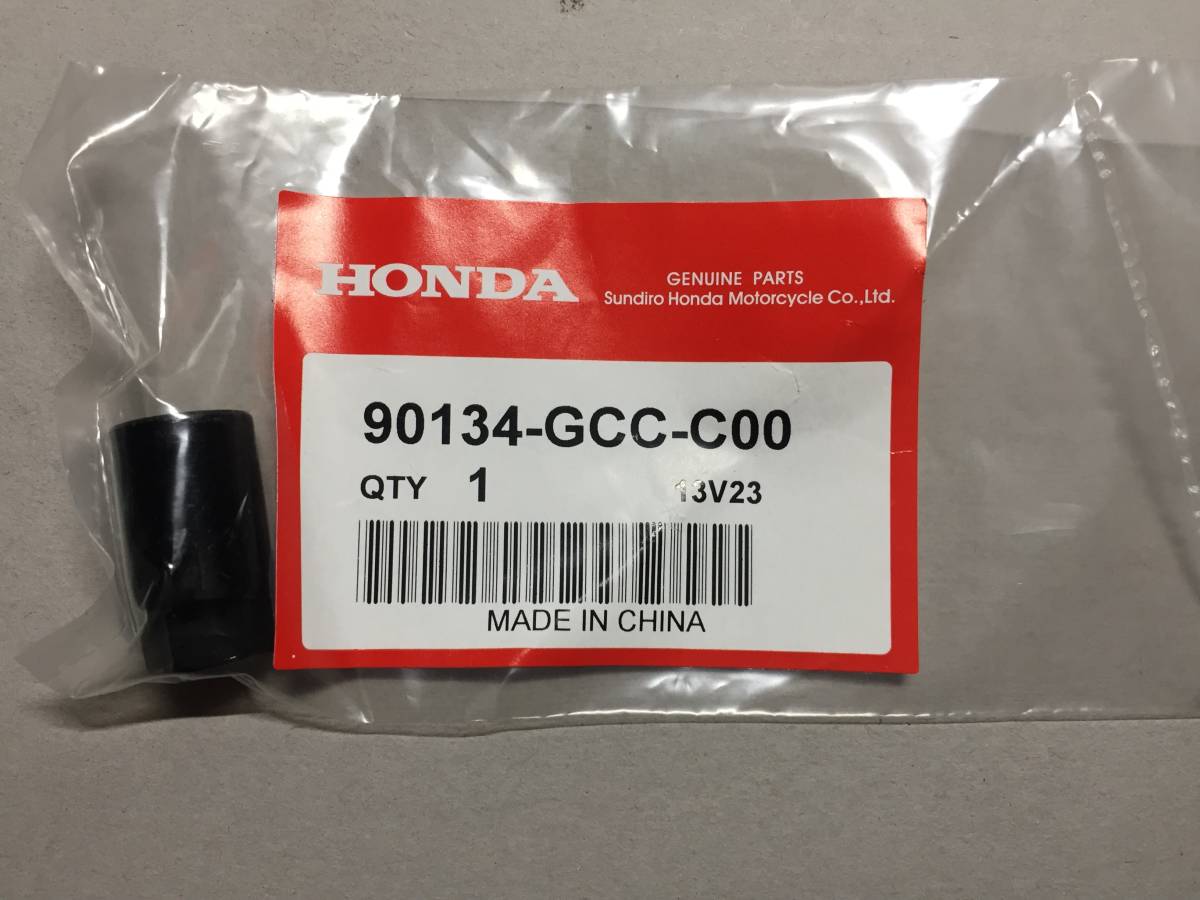 HONDA
GENUINE PARTS
Sundiro Honda Motorcycle Co.,Ltd.
90134-GCC-C00
QTY 1 13V23
MADE IN CHINA